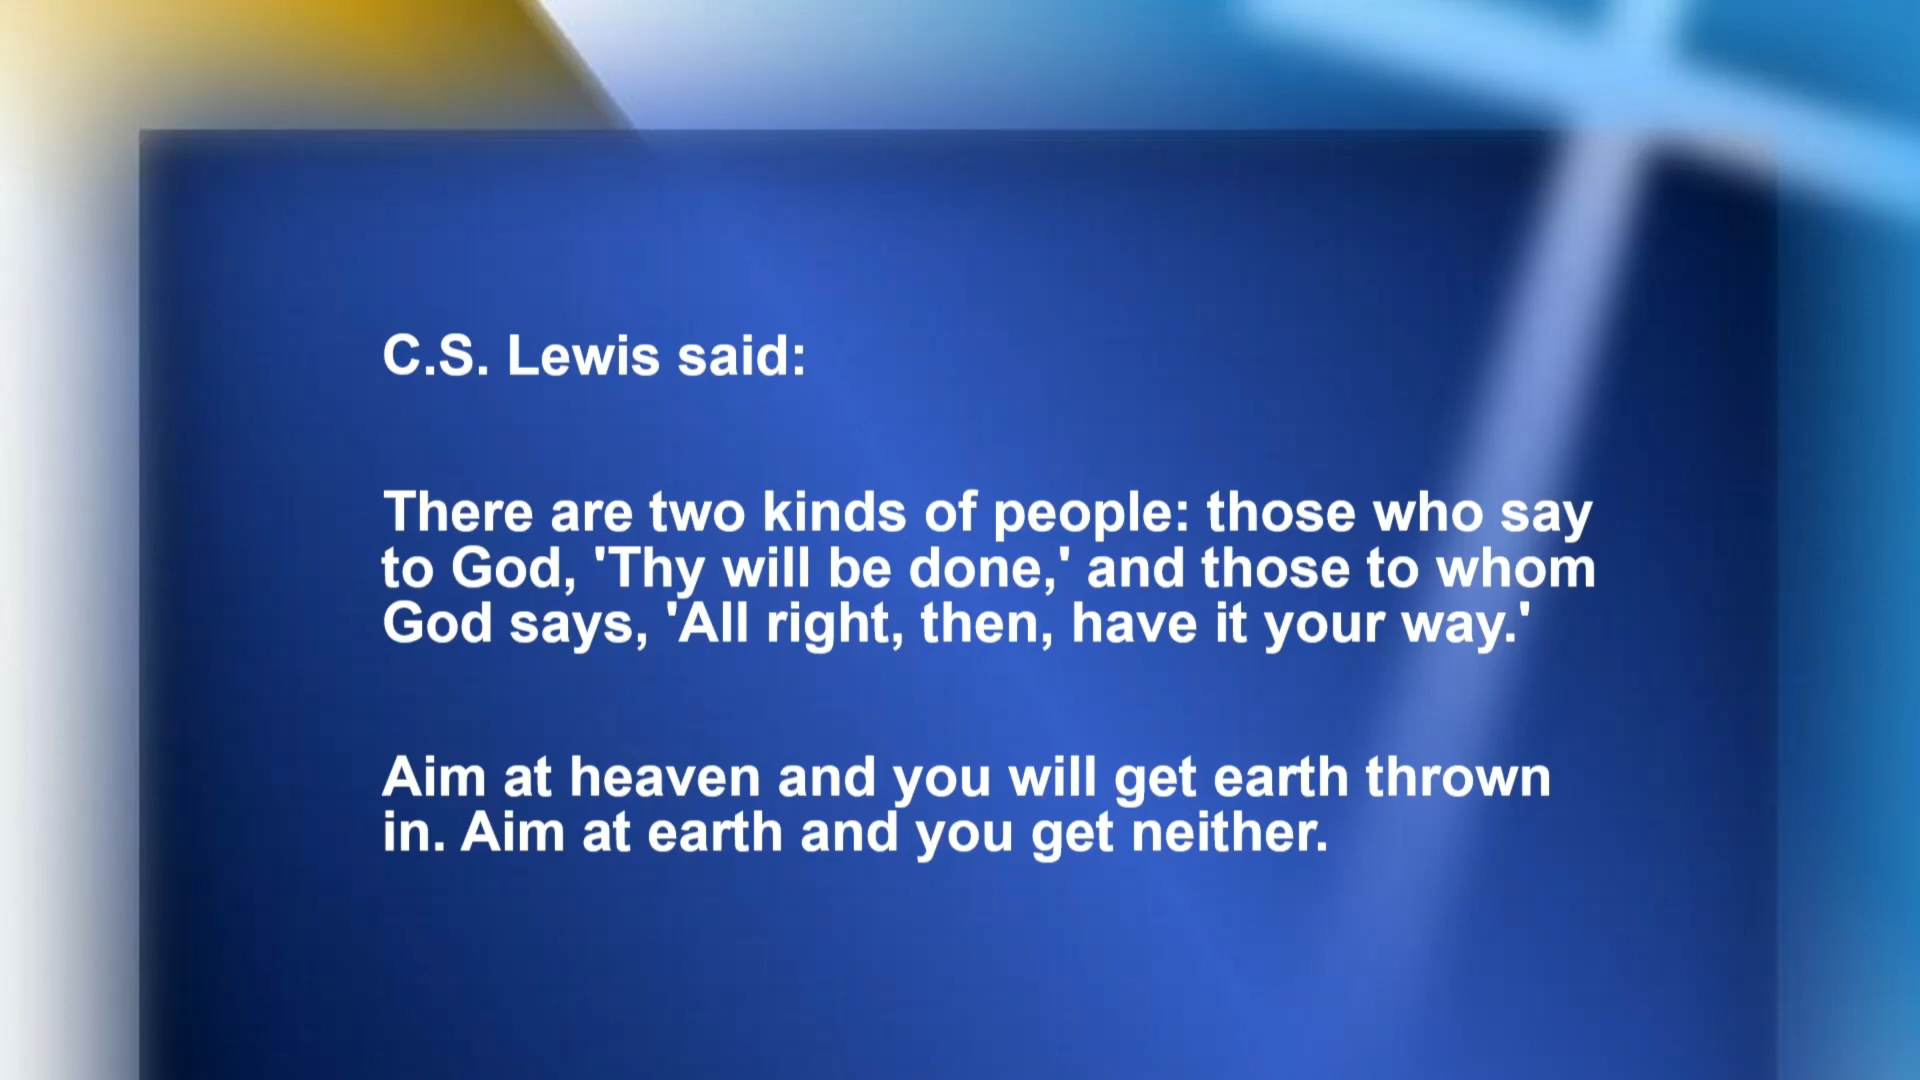 C.S. Lewis said:
There are two kinds of people: those who say
to God, 'Thy will be done,' and those to whom
God says, 'All right, then, have it your way.'
Aim at heaven and you will get earth thrown
in. Aim at earth and you get neither.